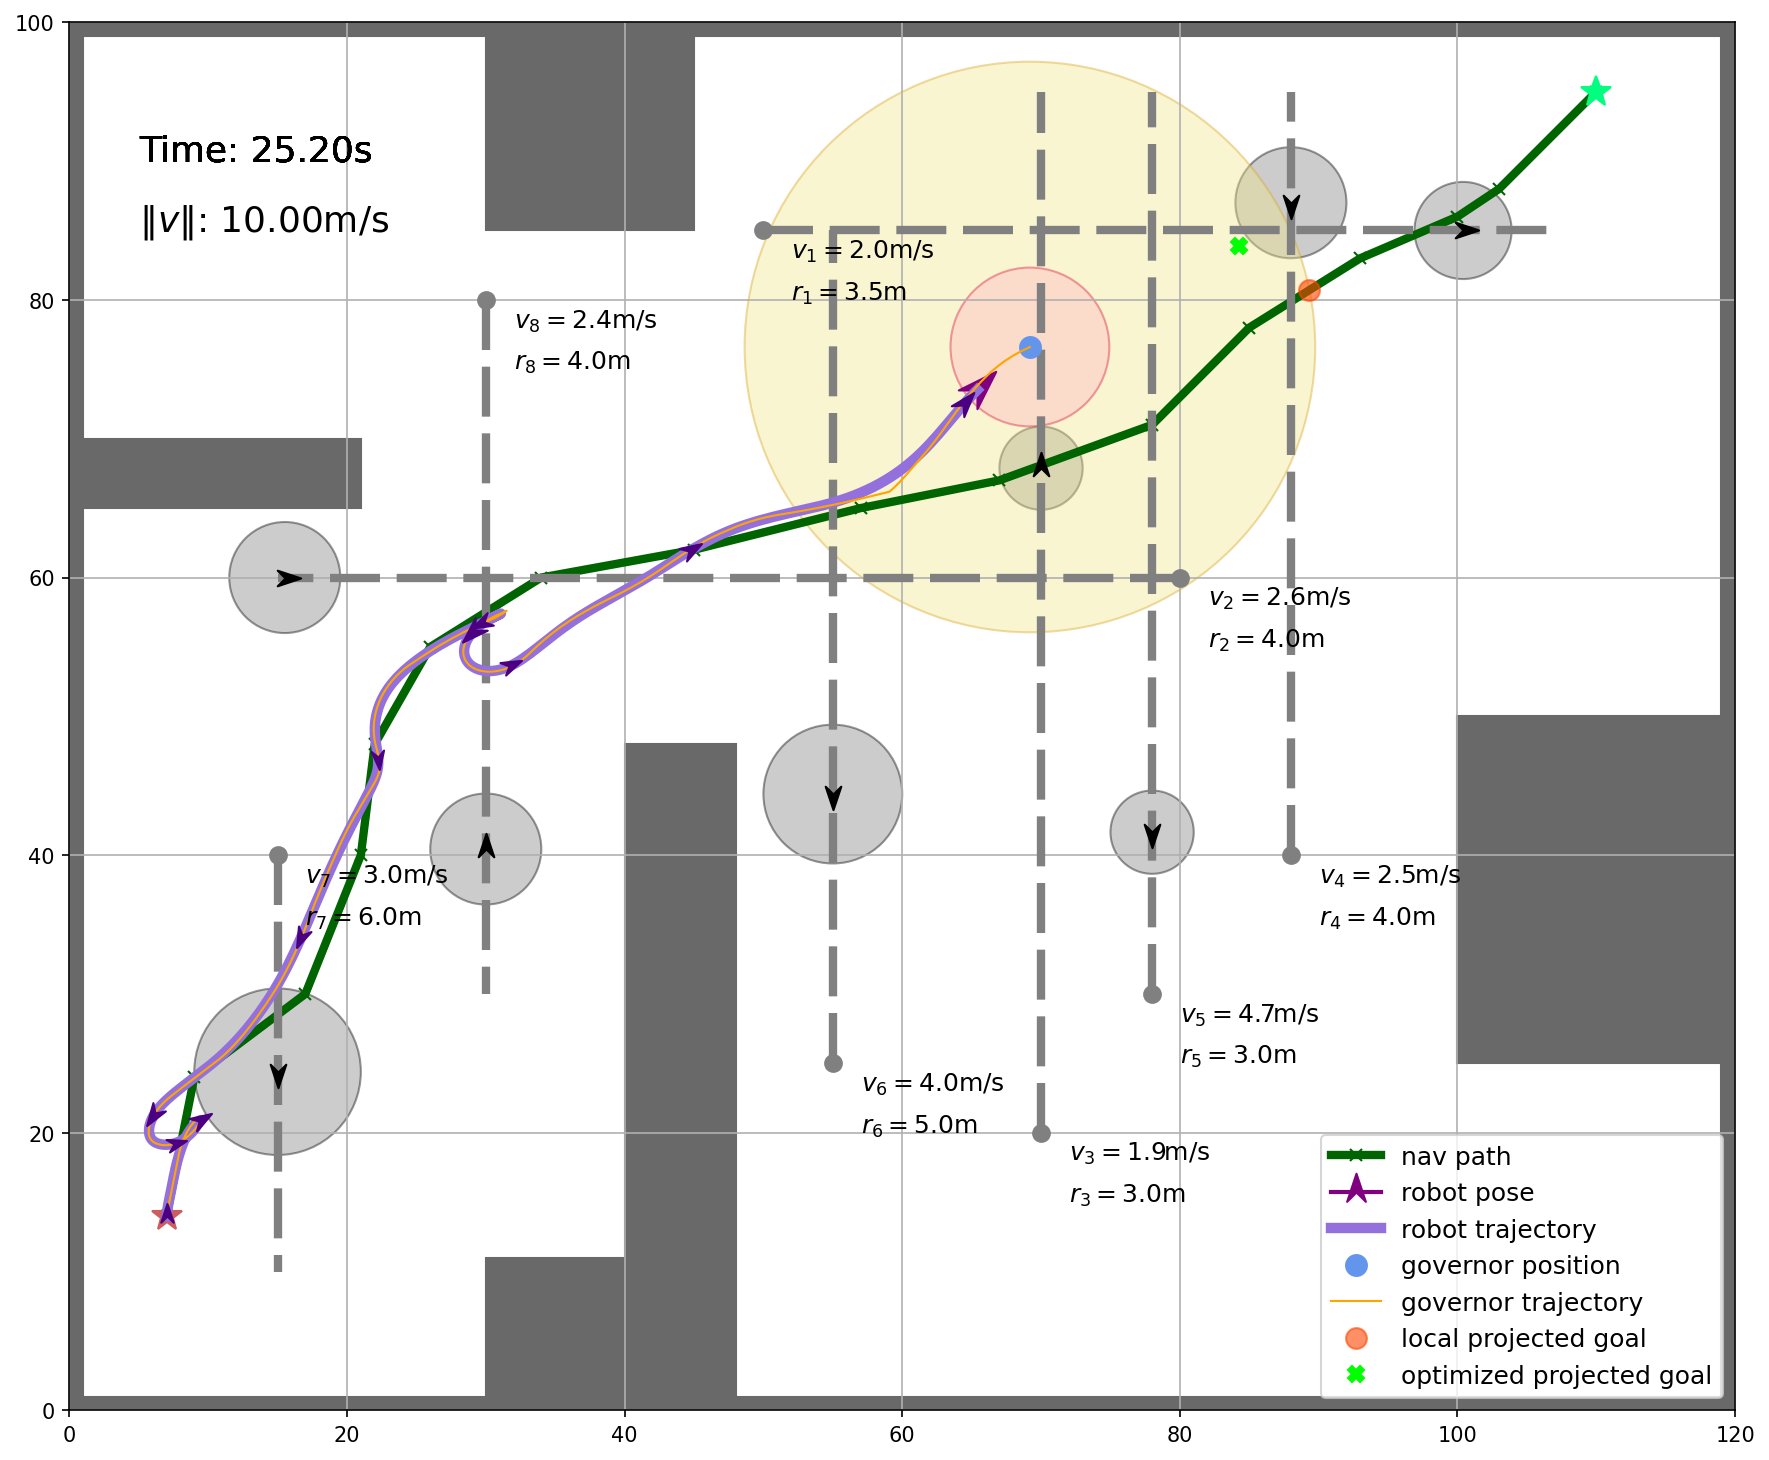 100
80
60
40
20
0
Time: 25.20s
‖v‖: 10.00m/s
v₁ = 2.0m/s
r₁ = 3.5m
v₈ = 2.4m/s
r₈ = 4.0m
v₂ = 2.6m/s
r₂ = 4.0m
v₇ = 3.0m/s
r₇ = 6.0m
v₄ = 2.5m/s
r₄ = 4.0m
v₅ = 4.7m/s
r₅ = 3.0m
v₆ = 4.0m/s
r₆ = 5.0m
v₃ = 1.9m/s
r₃ = 3.0m
nav path
robot pose
robot trajectory
governor position
governor trajectory
local projected goal
optimized projected goal
0 20 40 60 80 100 120